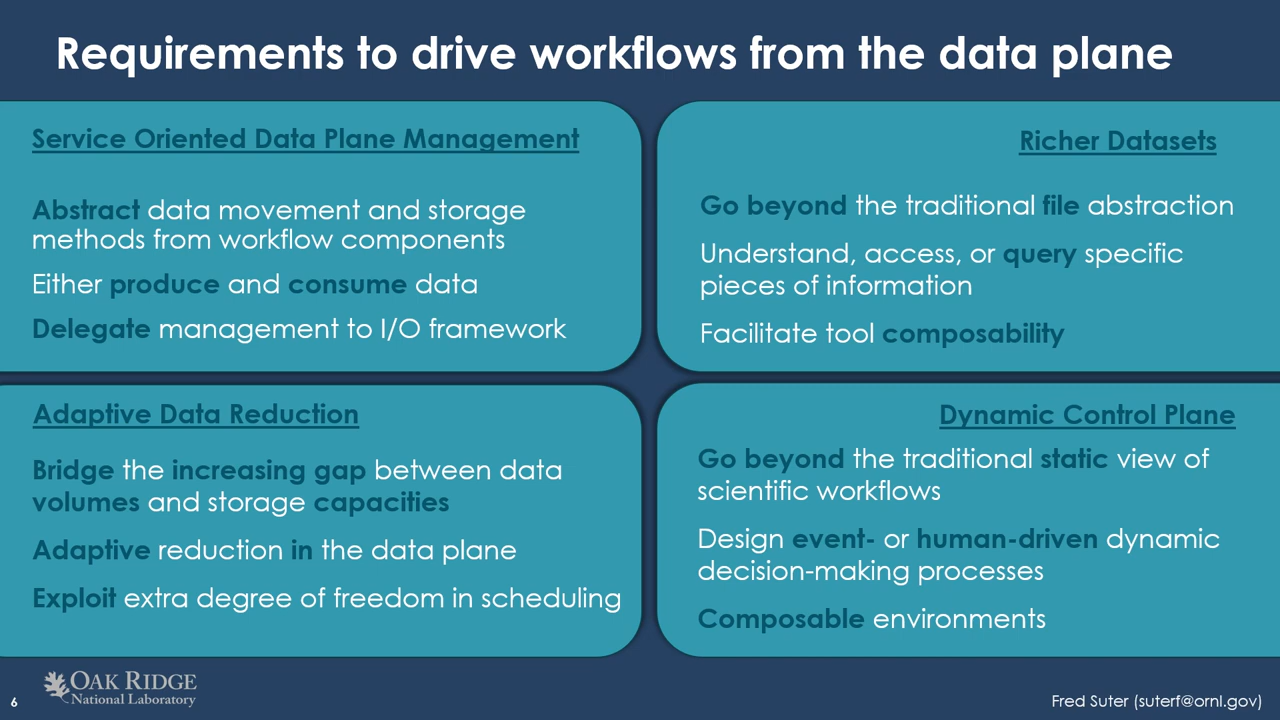 Requirements to drive workflows from the data plane
Service Oriented Data Plane Management
Abstract data movement and storage
methods from workflow components
Either produce and consume data
Delegate management to I/O framework
Richer Datasets
Go beyond the traditional file abstraction
Understand, access, or query specific
pieces of information
Facilitate tool composability
Adaptive Data Reduction
Bridge the increasing gap between data
volumes and storage capacities
Adaptive reduction in the data plane
Exploit extra degree of freedom in scheduling
Dynamic Control Plane
Go beyond the traditional static view of
scientific workflows
Design event- or human-driven dynamic
decision-making processes
Composable environments
6
OAK RIDGE
National Laboratory
Fred Suter (suterf@ornl.gov)